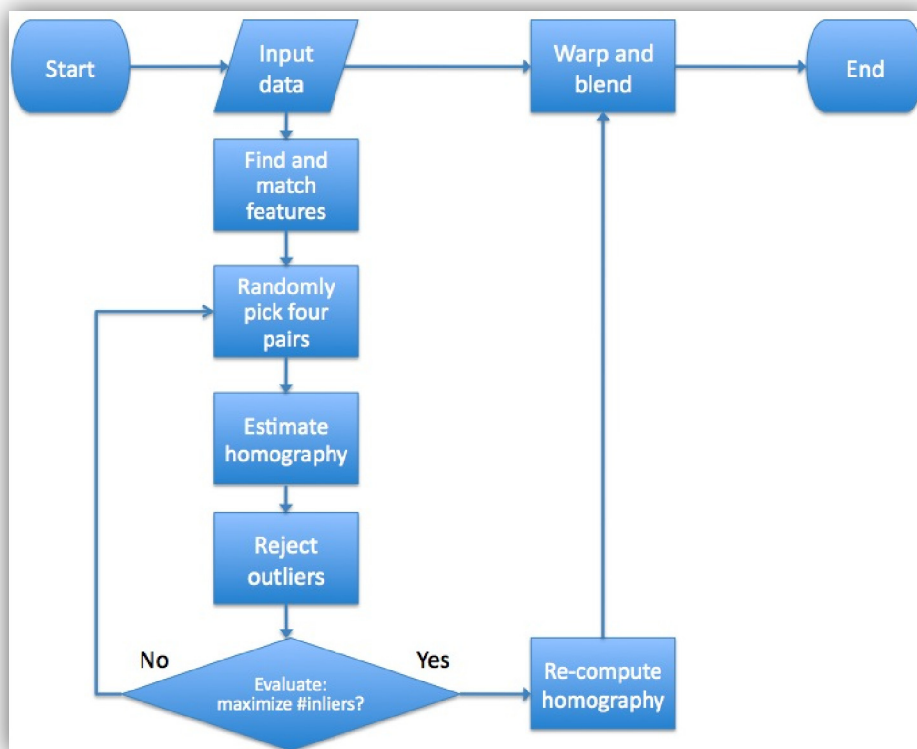 Start
Input
data
Warp and
blend
End
Find and
match
features
Randomly
pick four
pairs
Estimate
homography
Reject
outliers
No
Yes
Evaluate:
maximize #inliers?
Re-compute
homography